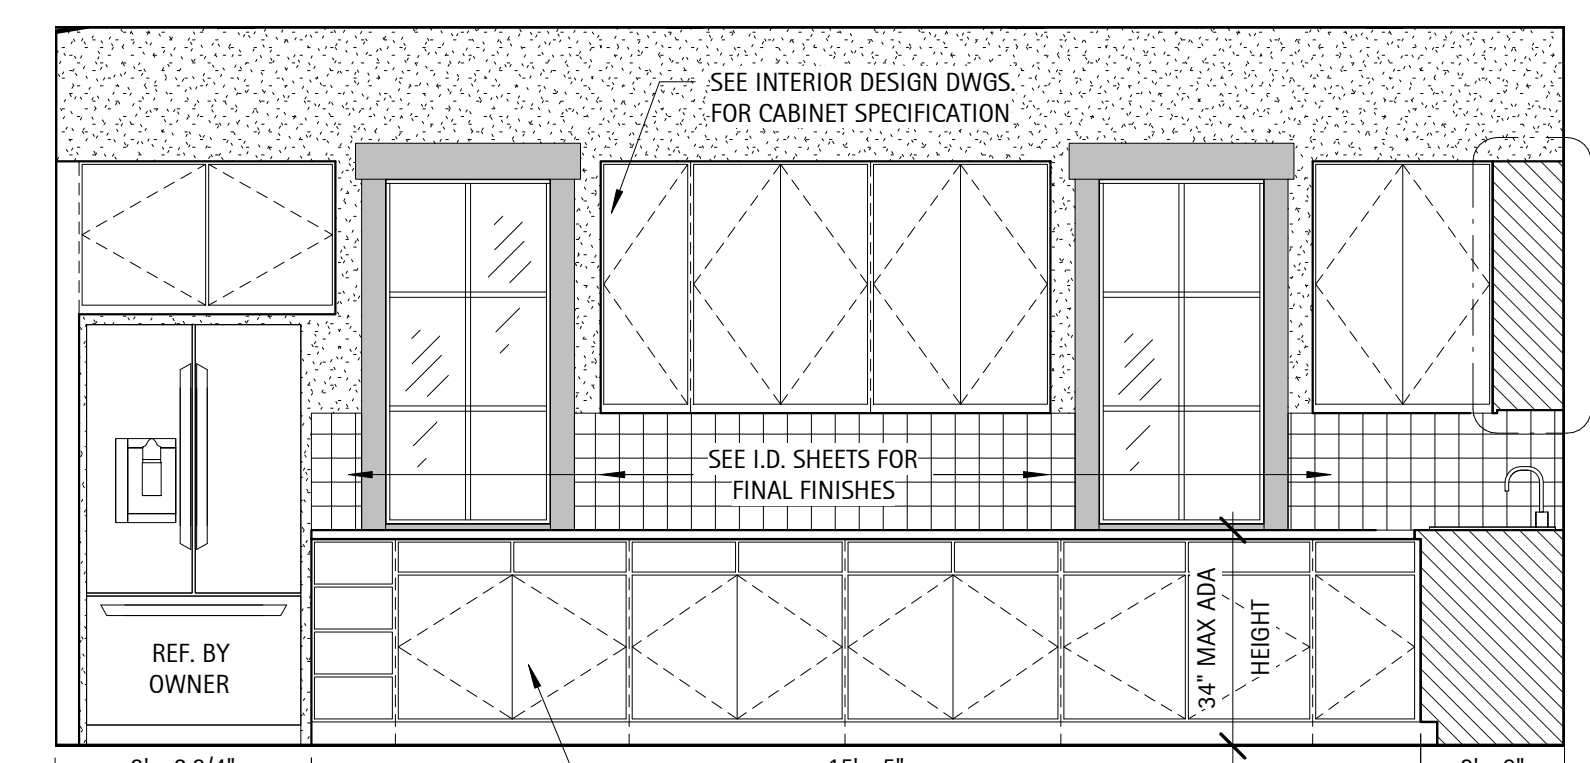 SEE INTERIOR DESIGN DWGS.
FOR CABINET SPECIFICATION
SEE I.D. SHEETS FOR
FINAL FINISHES
34" MAX ADA
HEIGHT
REF. BY
OWNER